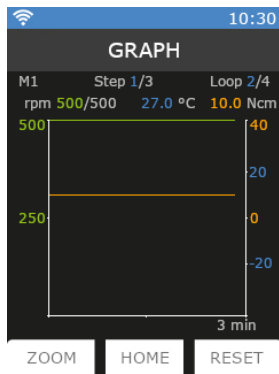 10:30
GRAPH
M1 Step 1/3 Loop 2/4
rpm 500/500 27.0 °C 10.0 Ncm
500 40
20
250 0
-20
3 min
ZOOM HOME RESET